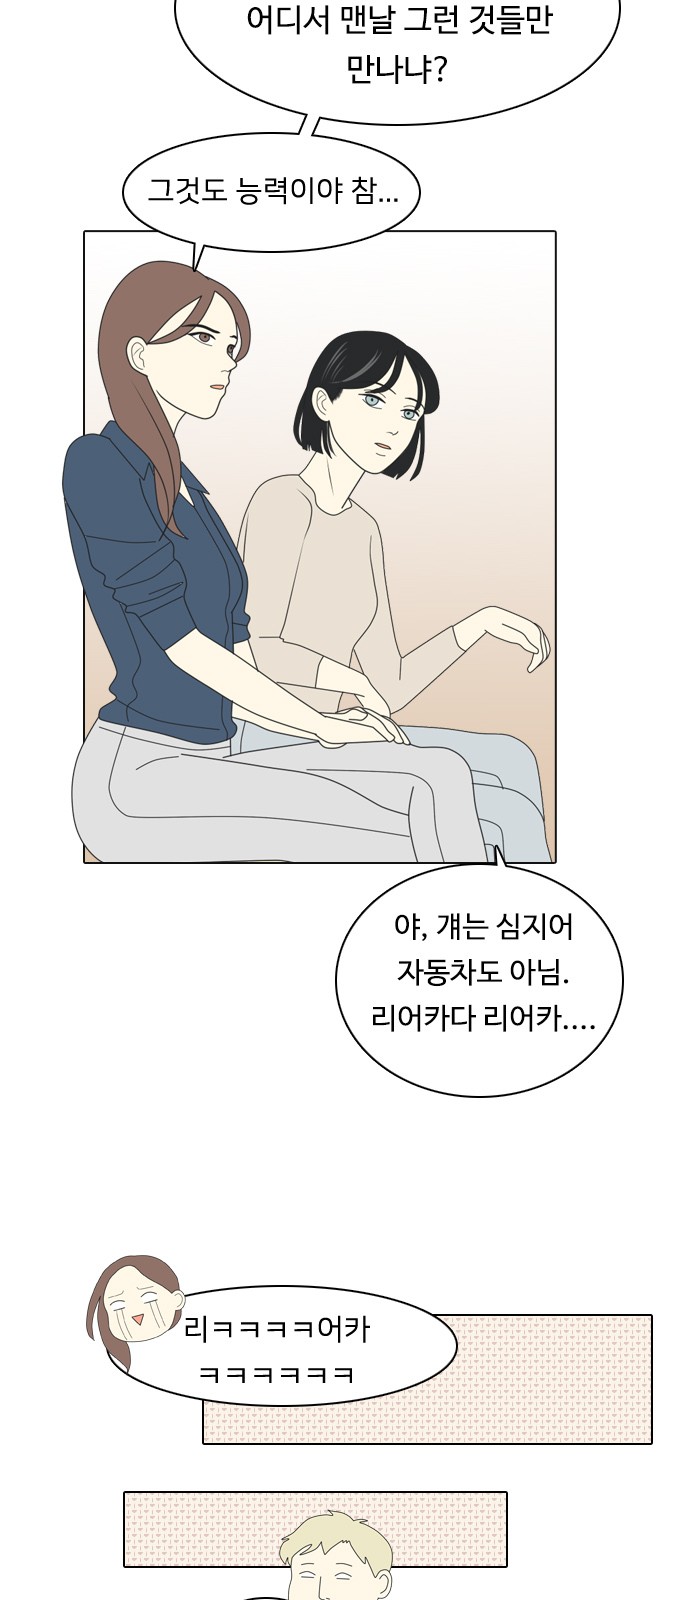 어디서 맨날 그런 것들만
만나냐?
그것도 능력이야 참...
야, 걔는 심지어
자동차도 아님.
리어카다 리어카....
리ㅋㅋㅋㅋ어카
ㅋㅋㅋㅋㅋㅋ